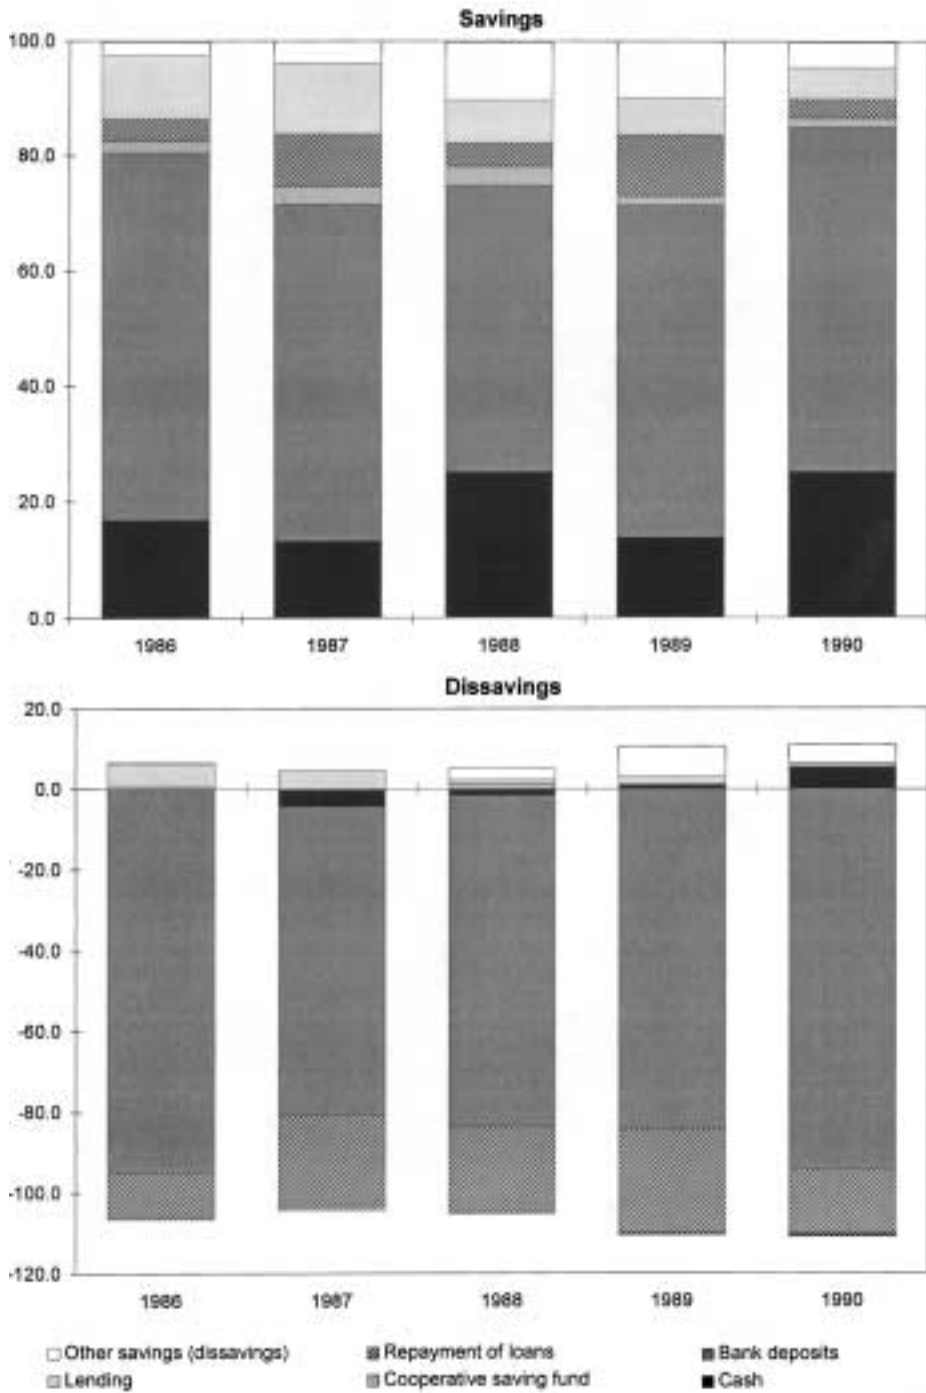 Savings
100.0
80.0
60.0
40.0
20.0
0.0
1986 1987 1988 1989 1990
Dissavings
20.0
0.0
-20.0
-40.0
-60.0
-80.0
-100.0
-120.0
1986 1987 1988 1989 1990
Other savings (dissavings) Repayment of loans Bank deposits
Lending Cooperative saving fund Cash